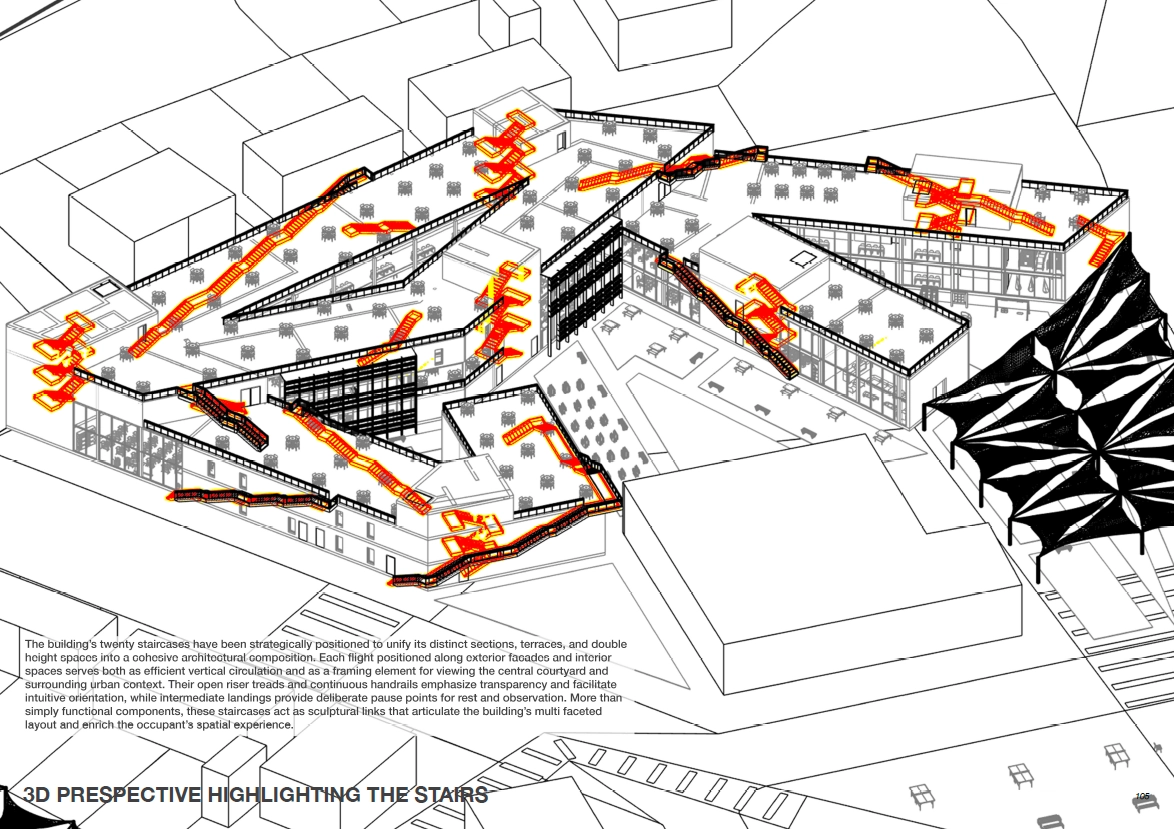 The building's twenty staircases have been strategically positioned to unify its distinct sections, terraces, and double
height spaces into a cohesive architectural composition. Each flight positioned along exterior facades and interior
spaces serves both as efficient vertical circulation and as a framing element for viewing the central courtyard and
surrounding urban context. Their open riser treads and continuous handrails emphasize transparency and facilitate
intuitive orientation, while intermediate landings provide deliberate pause points for rest and observation. More than
simply functional components, these staircases act as sculptural links that articulate the building's multi faceted
layout and enrich the occupant's spatial experience.
3D PRESPECTIVE HIGHLIGHTING THE STAIRS
105